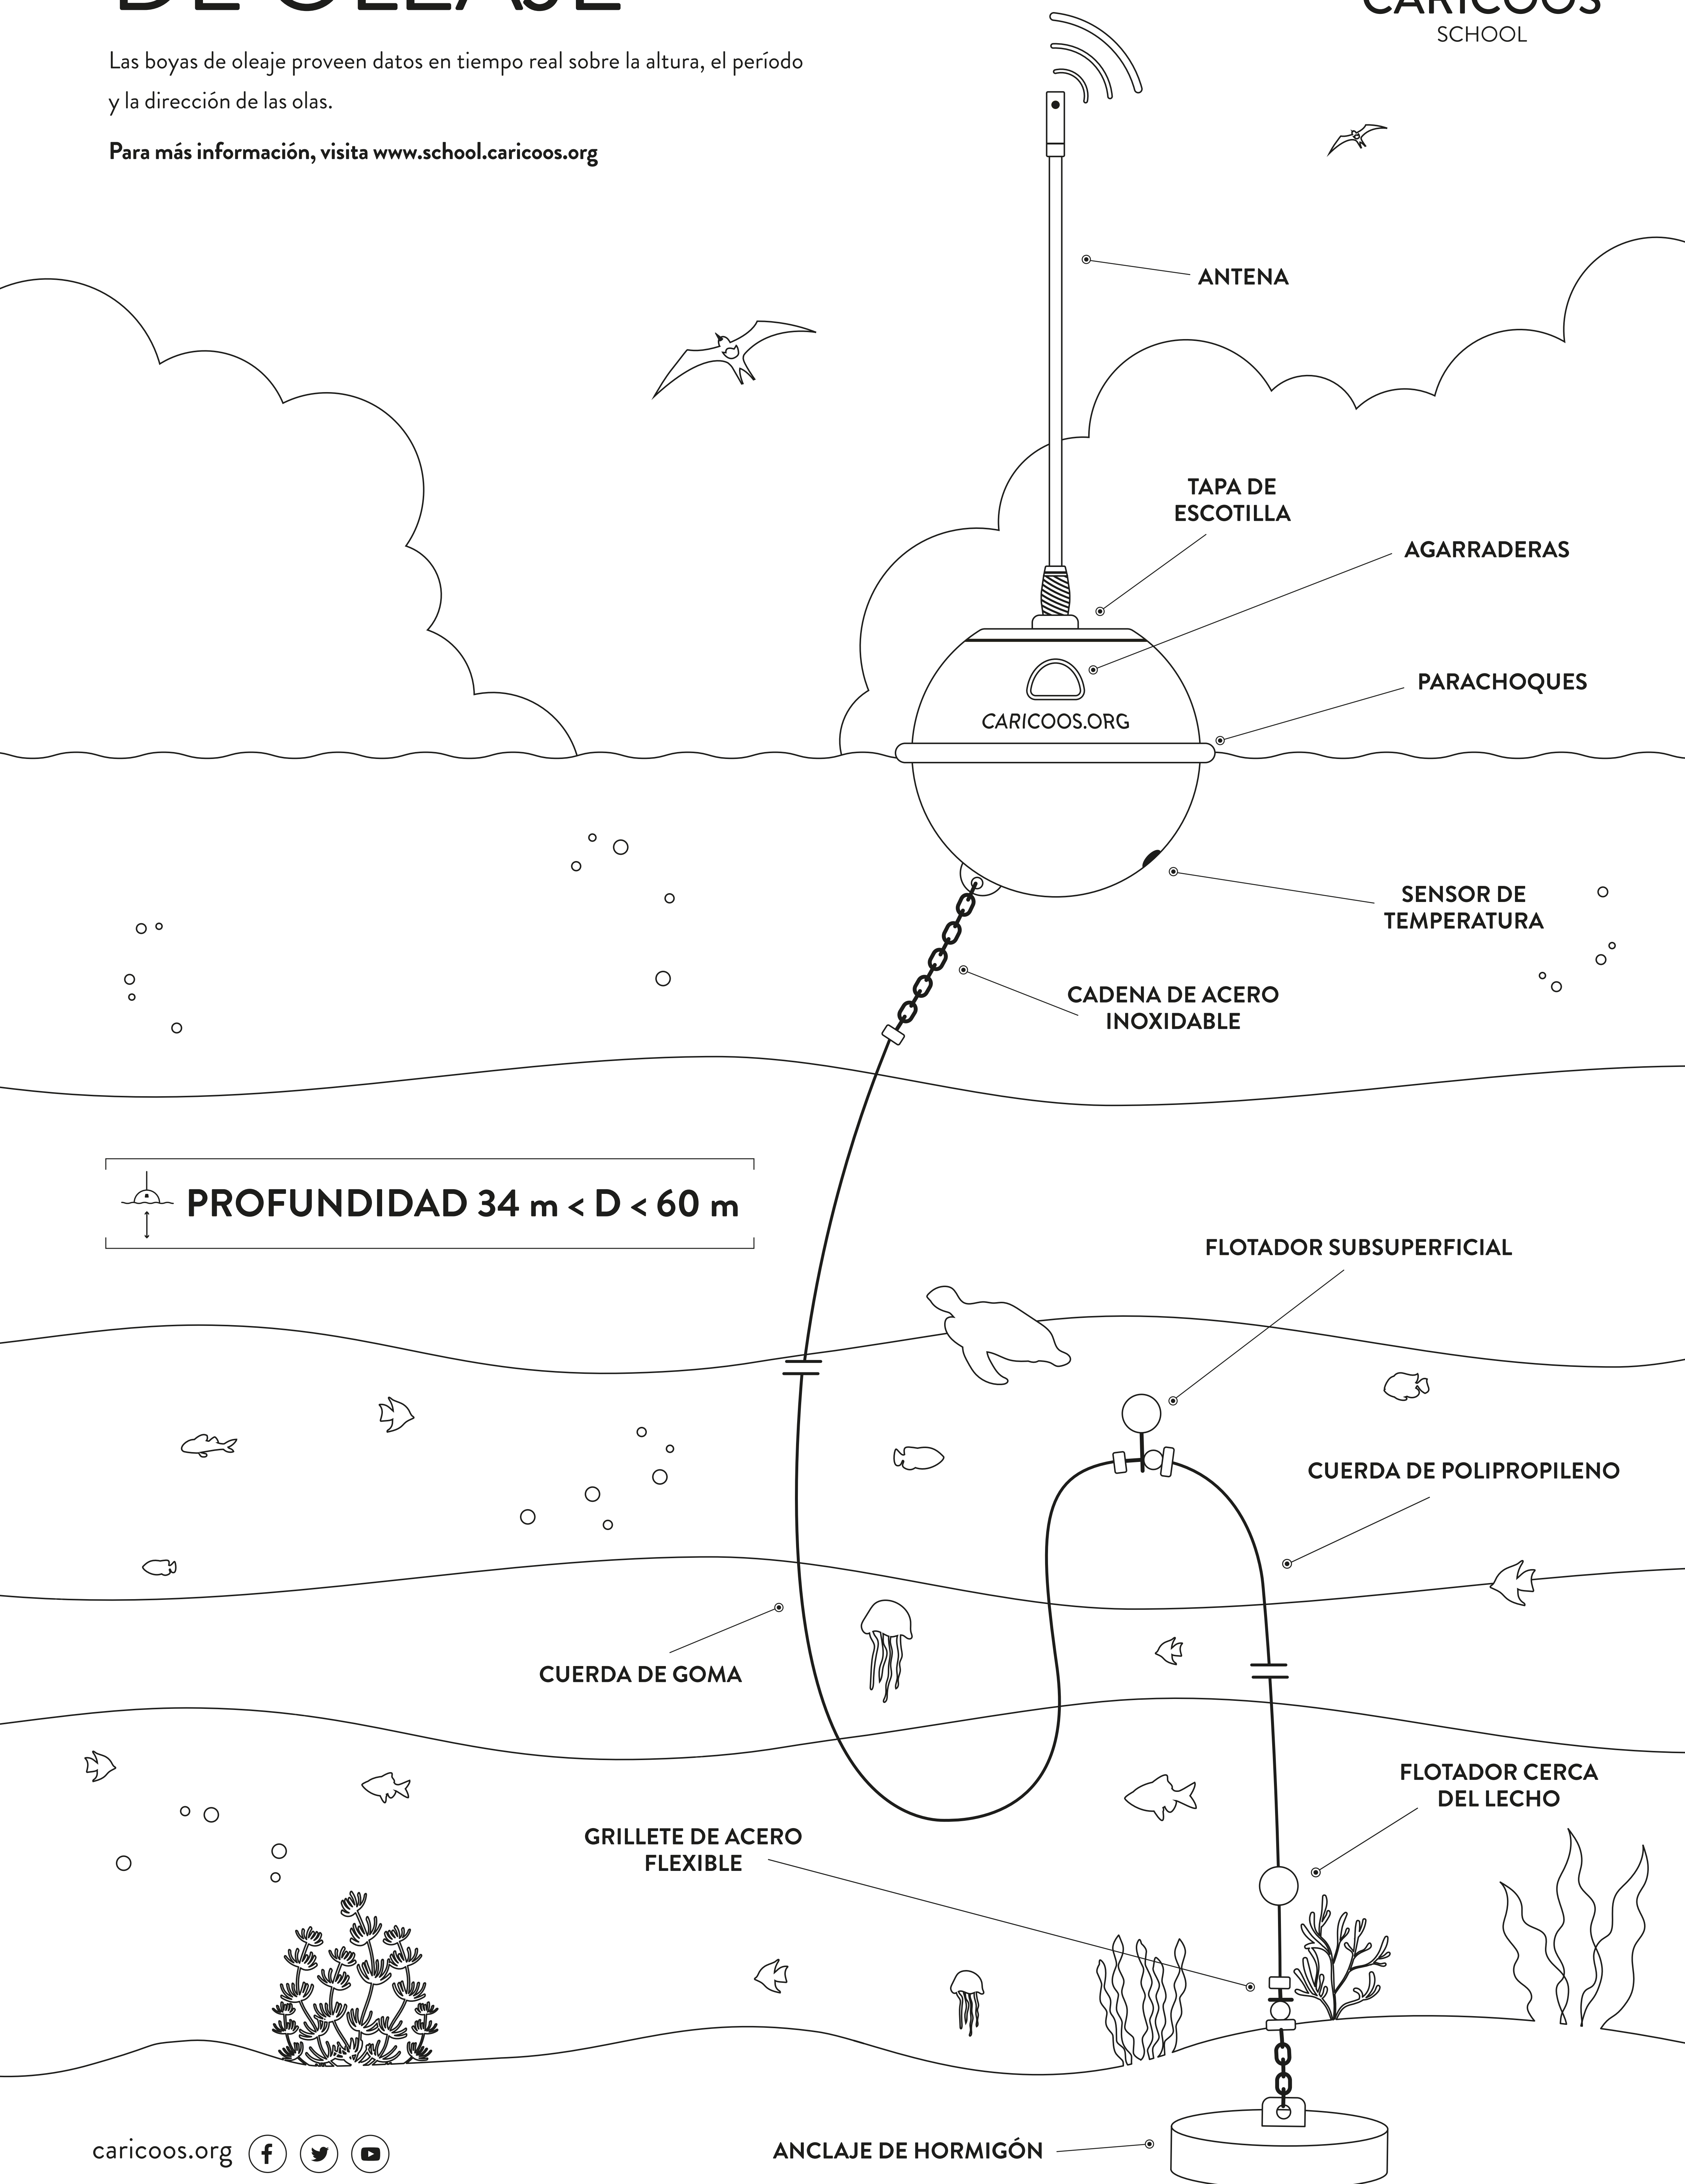 DE OLEAJE
CARICOOS
SCHOOL
Las boyas de oleaje proveen datos en tiempo real sobre la altura, el período
y la dirección de las olas.
Para más información, visita www.school.caricoos.org
ANTENA
TAPA DE
ESCOTILLA
AGARRADERAS
PARACHOQUES
CARICOOS.ORG
SENSOR DE
TEMPERATURA
CADENA DE ACERO
INOXIDABLE
PROFUNDIDAD 34 m < D < 60 m
FLOTADOR SUBSUPERFICIAL
CUERDA DE POLIPROPILENO
CUERDA DE GOMA
FLOTADOR CERCA
DEL LECHO
GRILLETE DE ACERO
FLEXIBLE
ANCLAJE DE HORMIGÓN
caricoos.org